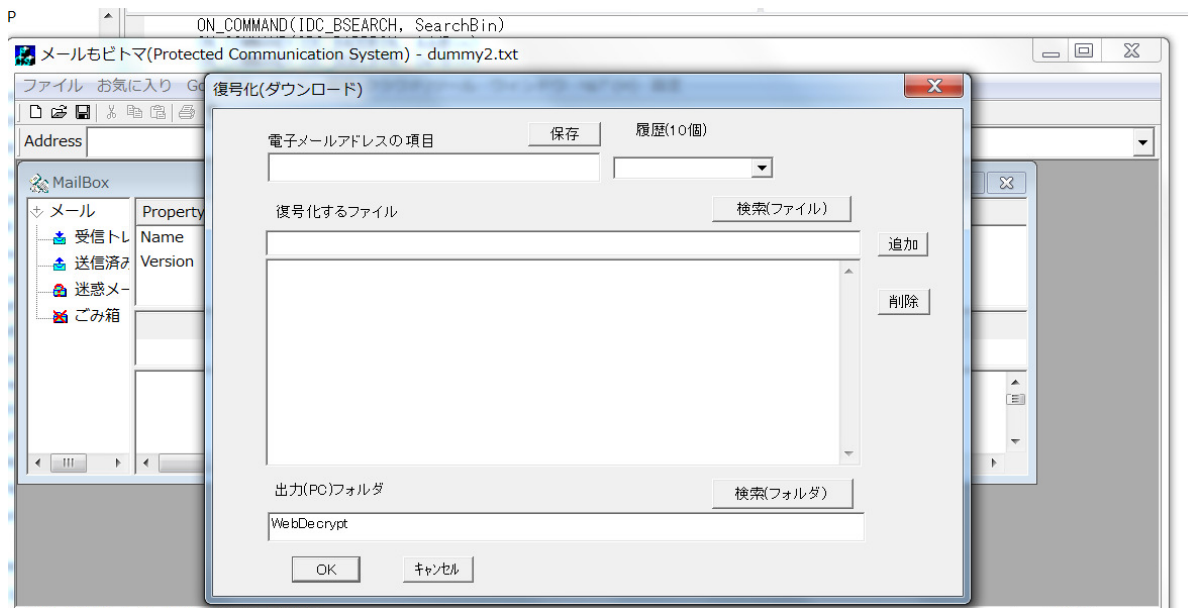 P
ON_COMMAND(IDC_BSEARCH, SearchBin)
メールもビトマ(Protected Communication System) - dummy2.txt
ファイル お気に入り Go
復号化(ダウンロード)
Address
電子メールアドレスの項目
保存
履歴(10個)
MailBox
メール
Property
復号化するファイル
検索(ファイル)
受信トレ
Name
追加
送信済み
Version
迷惑メー
削除
ごみ箱
出力(PC)フォルダ
検索(フォルダ)
WebDecrypt
OK
キャンセル